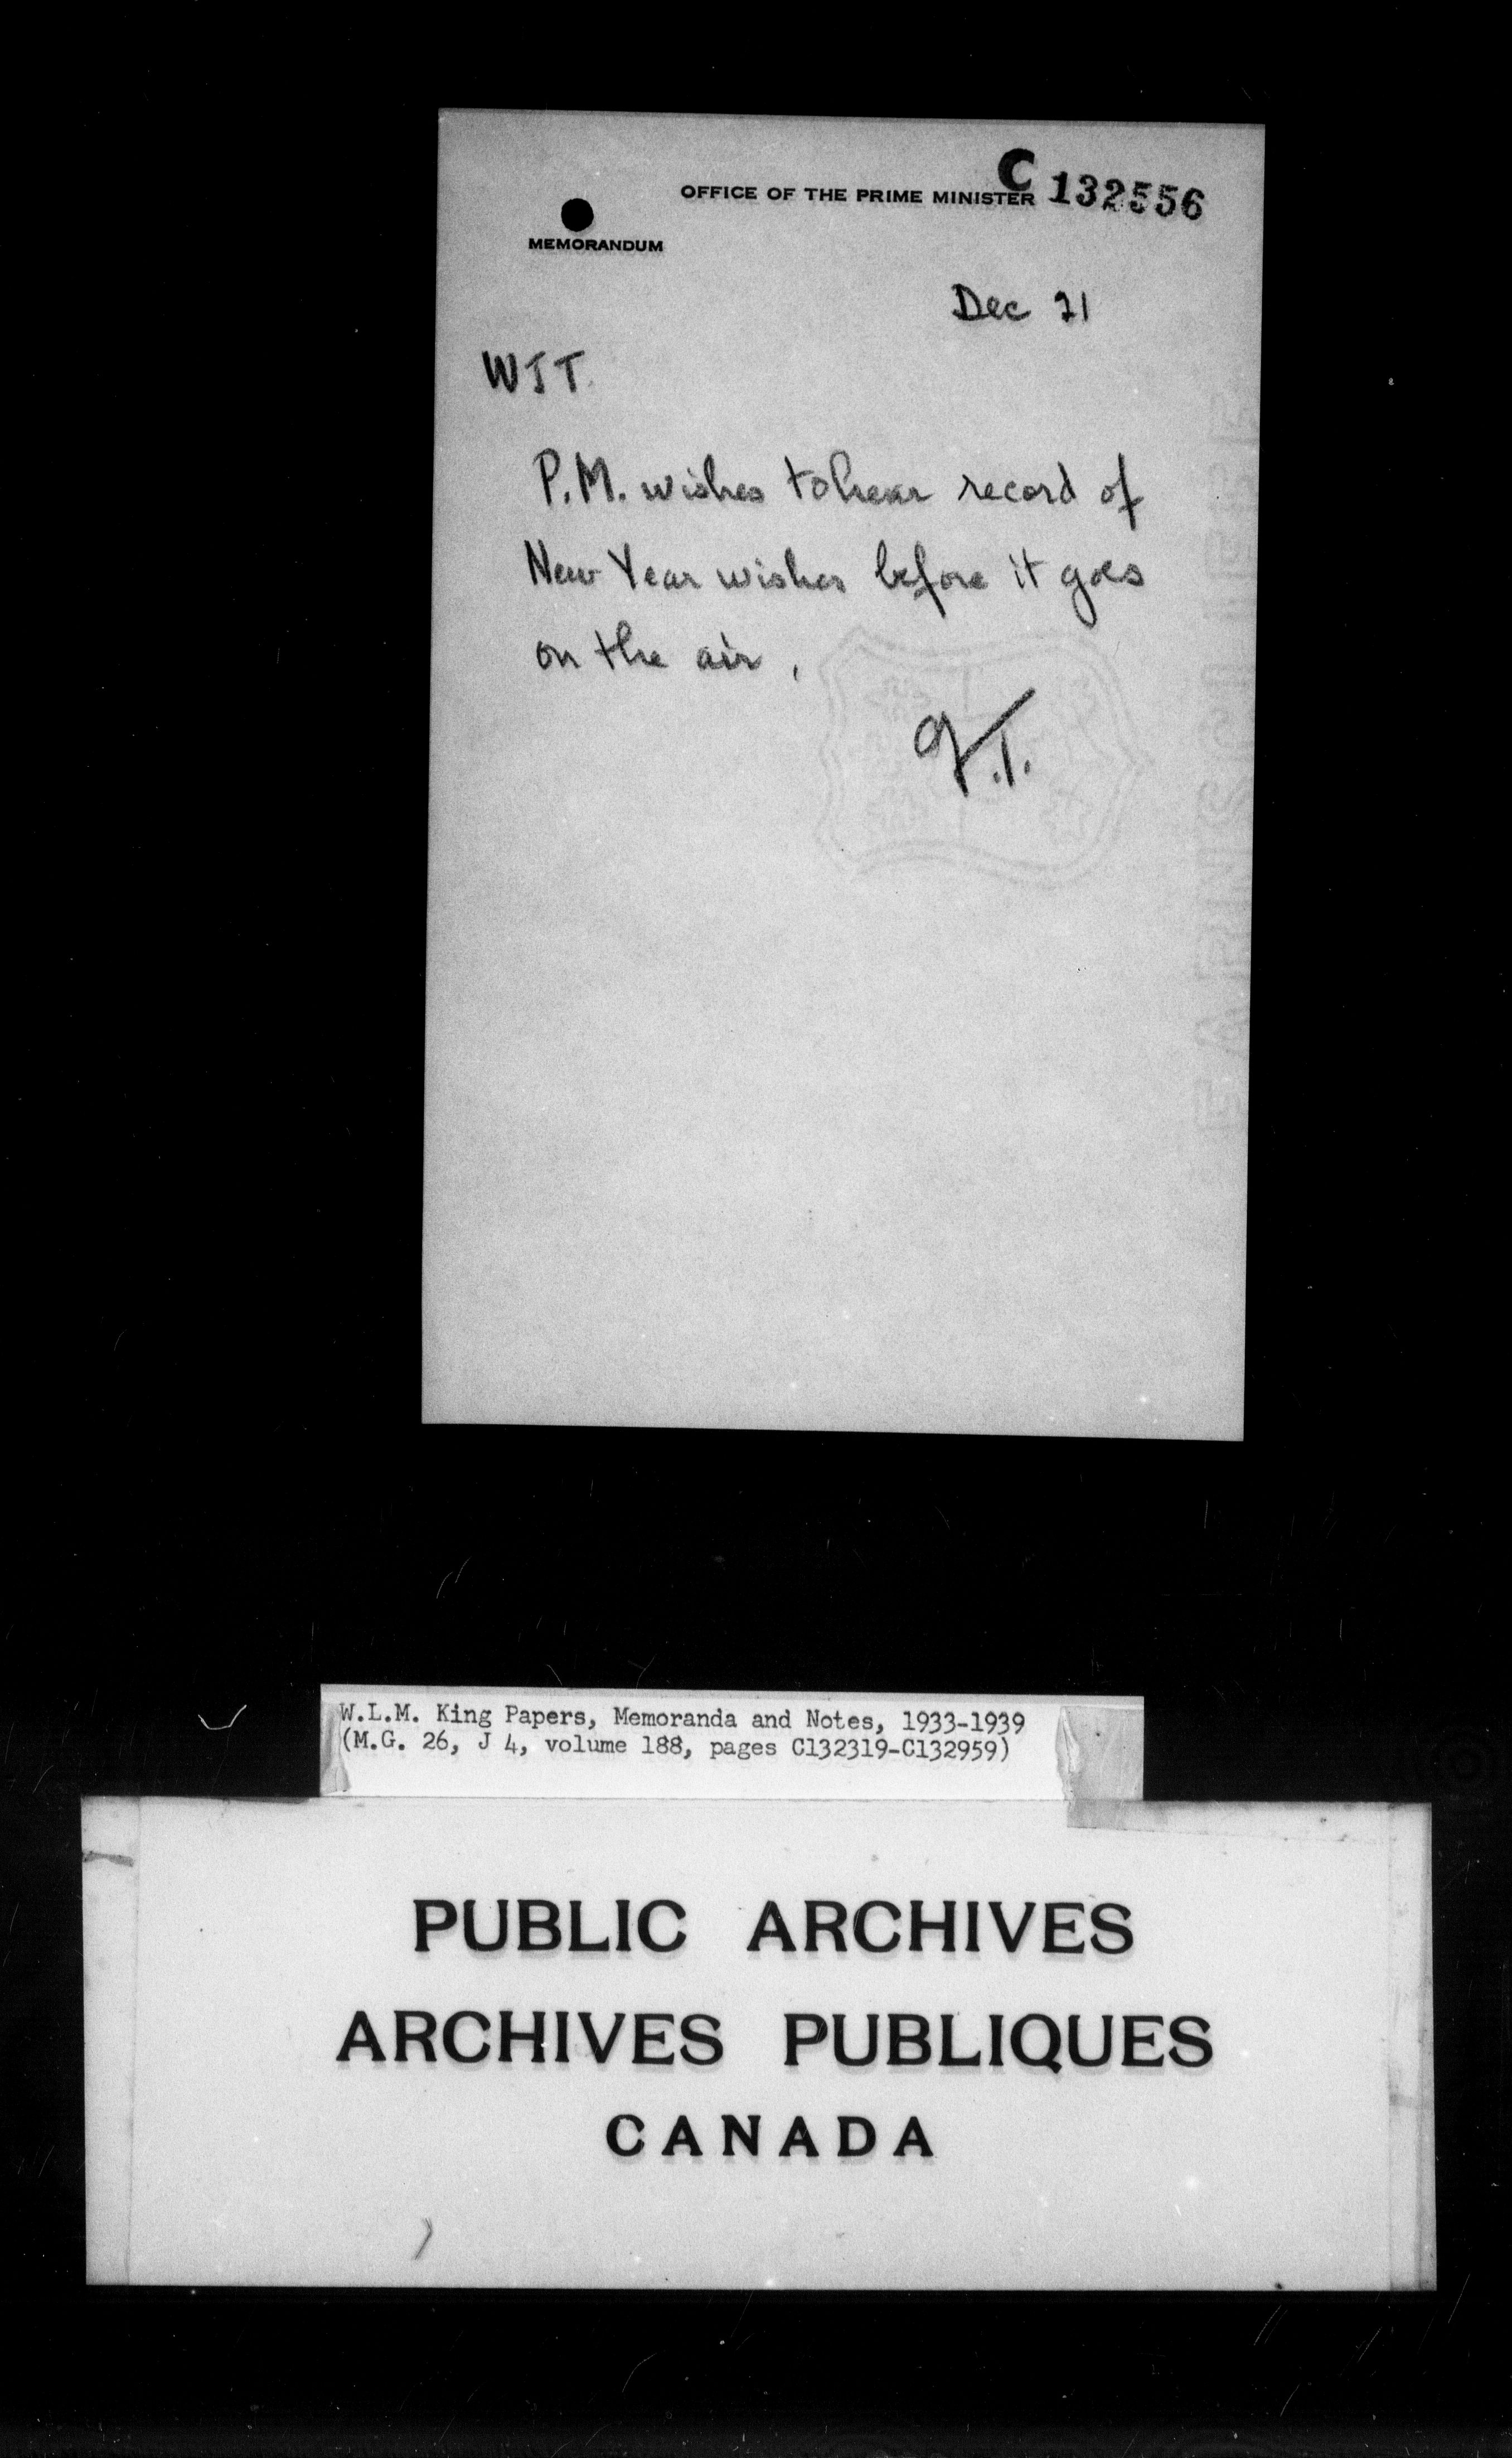 C
OFFICE OF THE PRIME MINISTER 132556
MEMORANDUM
Dec 21
WJT.
P.M. wishes to hear record of
New Year wishes before it goes
on the air.
J.T.
W.L.M. King Papers, Memoranda and Notes, 1933-1939
(M.G. 26, J 4, volume 188, pages C132319-C132959)
PUBLIC ARCHIVES
ARCHIVES PUBLIQUES
CANADA